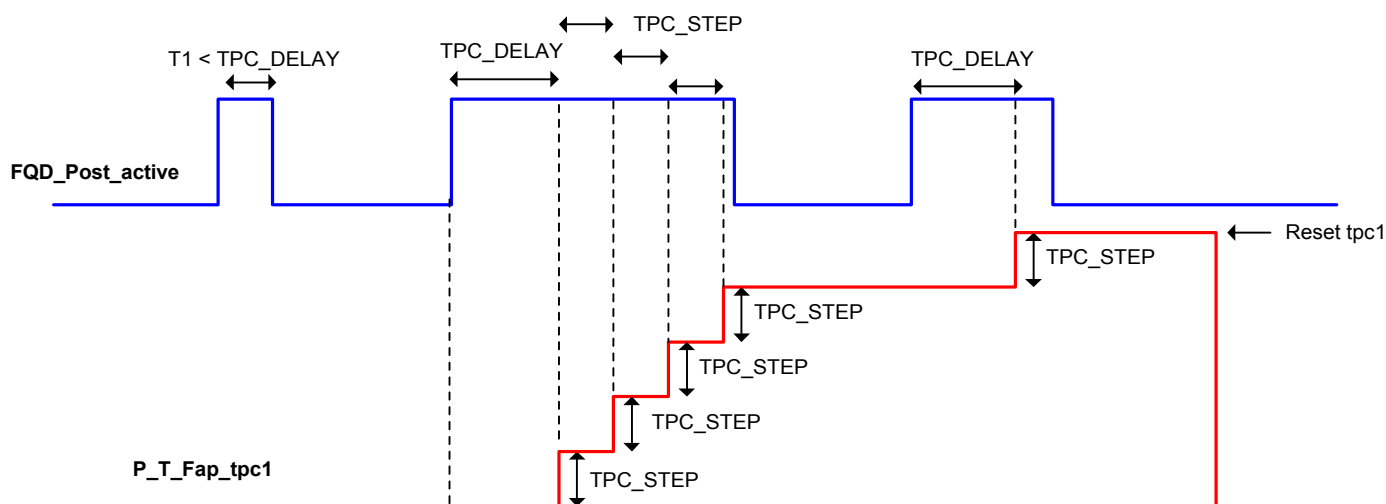 TPC_STEP
T1 < TPC_DELAY
TPC_DELAY
TPC_DELAY
FQD_Post_active
Reset tpc1
TPC_STEP
TPC_STEP
TPC_STEP
TPC_STEP
P_T_Fap_tpc1
TPC_STEP